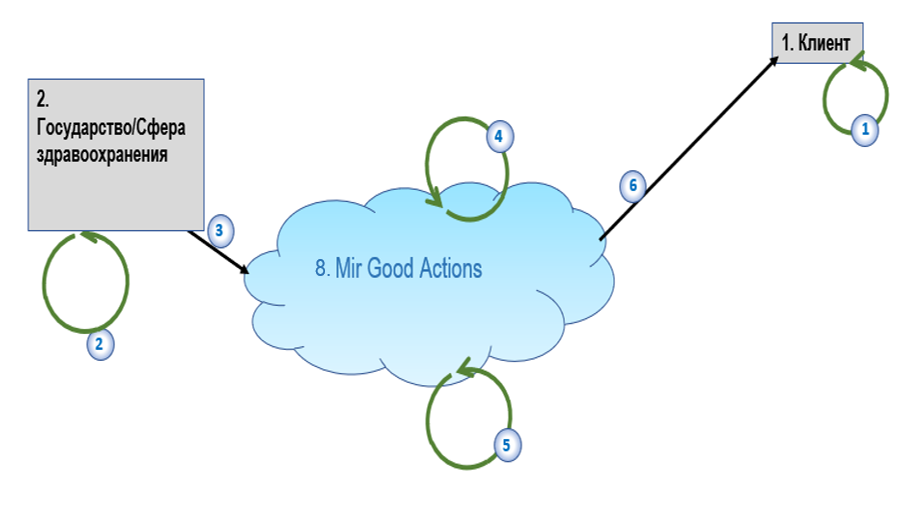 1. Клиент
2.
Государство/Сфера
здравоохранения
1
4
6
3
8. Mir Good Actions
2
5